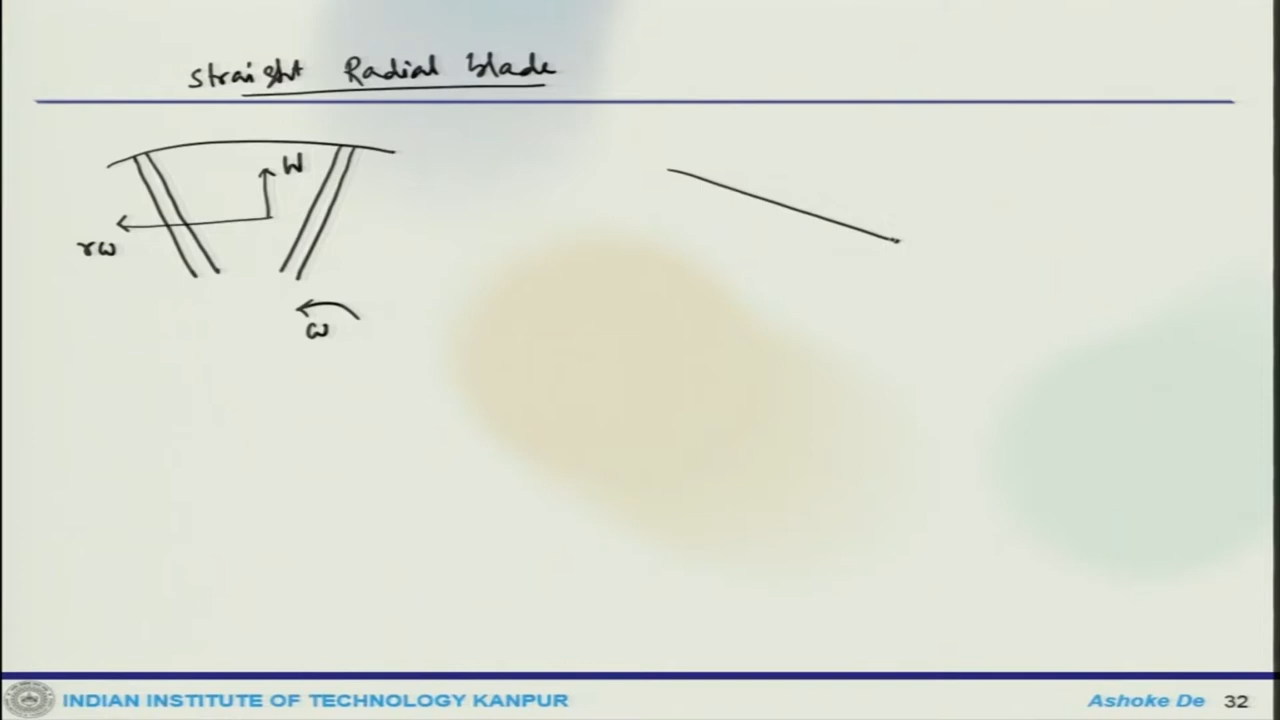 straight Radial blade
W
rω
ω
INDIAN INSTITUTE OF TECHNOLOGY KANPUR
Ashoke De 32